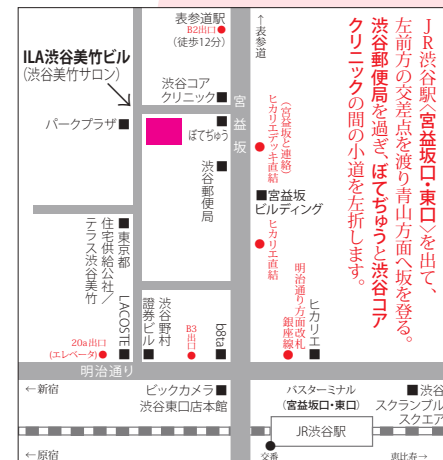 JR渋谷駅〈宮益坂口・東口〉を出て、
左前方の交差点を渡り青山方面へ坂を登る。
渋谷郵便局を過ぎ、ぼてぢゅうと渋谷コア
クリニックの間の小道を左折します。
表参道駅
B2出口
(徒歩12分)
↑表参道
ILA渋谷美竹ビル
(渋谷美竹サロン)
渋谷コア
クリニック
宮益坂
パークプラザ
ぼてぢゅう
渋谷郵便局
(宮益坂と連絡)
ヒカリエデッキ直結
宮益坂
ビルディング
ヒカリエ直結
東京都
住宅供給公社/
テラス渋谷美竹
LACOSTE
20a出口
(エレベータ)
渋谷野村
證券ビル
B3
出口
b8ta
明治通り方面改札
銀座線
ヒカリエ
明治通り
←新宿
ビックカメラ
渋谷東口店本館
バスターミナル
(宮益坂口・東口)
渋谷
スクランブル
スクエア
JR渋谷駅
←原宿
交番
恵比寿→